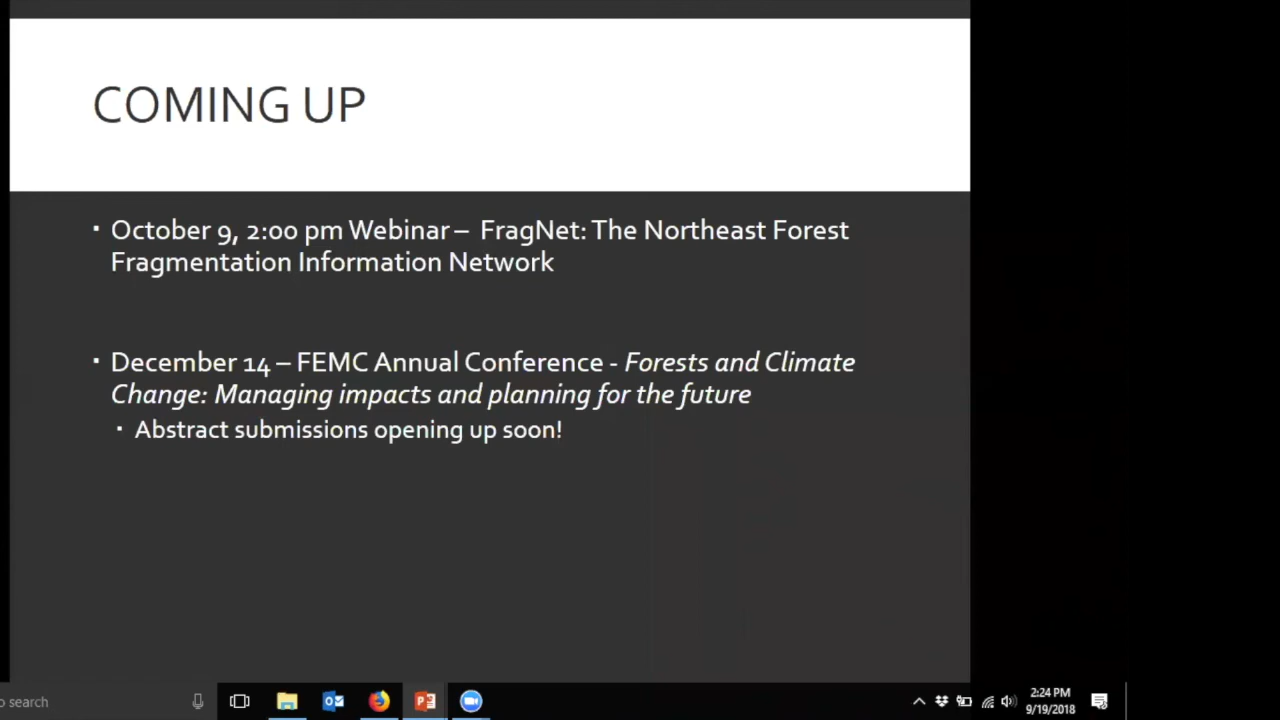 COMING UP
▪ October 9, 2:00 pm Webinar – FragNet: The Northeast Forest
Fragmentation Information Network
▪ December 14 – FEMC Annual Conference - Forests and Climate
Change: Managing impacts and planning for the future
▪ Abstract submissions opening up soon!
o search
2:24 PM
9/19/2018